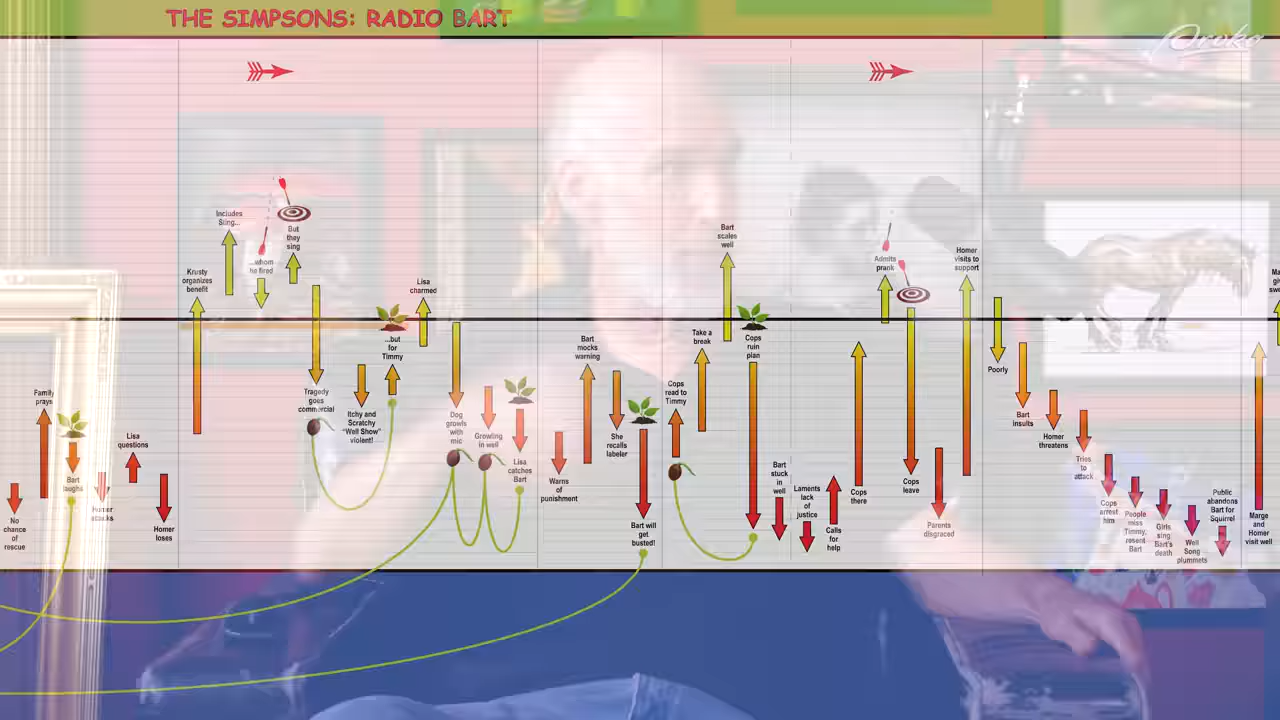 THE SIMPSONS: RADIO BART
Proko
No
chance
of
rescue
Family
prays
Bart
laughs
Lisa
questions
Homer
loses
Krusty
organizes
benefit
Includes
Sting...
...whom
he fired
But
they
sing
Tragedy
goes
commercial
Itchy and
Scratchy
"Well Show"
violent!
...but
for
Timmy
Lisa
charmed
Dog
growls
with
mic
Growing
in well
Lisa
catches
Bart
Warns
of
punishment
Bart
mocks
warning
She
recalls
labeler
Bart will
get
busted!
Cops
read to
Timmy
Take a
break
Bart
scales
well
Cops
ruin
plan
Bart
stuck
in
well
Laments
lack
of
justice
Calls
for
help
Cops
there
Admits
prank
Cops
leave
Parents
disgraced
Homer
visits to
support
Poorly
Bart
insults
Homer
threatens
Tries
to
attack
Cops
arrest
him
People
miss
Timmy,
resent
Bart
Girls
sing
Bart's
death
Well
Song
plummets
Public
abandons
Bart for
Squirrel
Marge
and
Homer
visit well